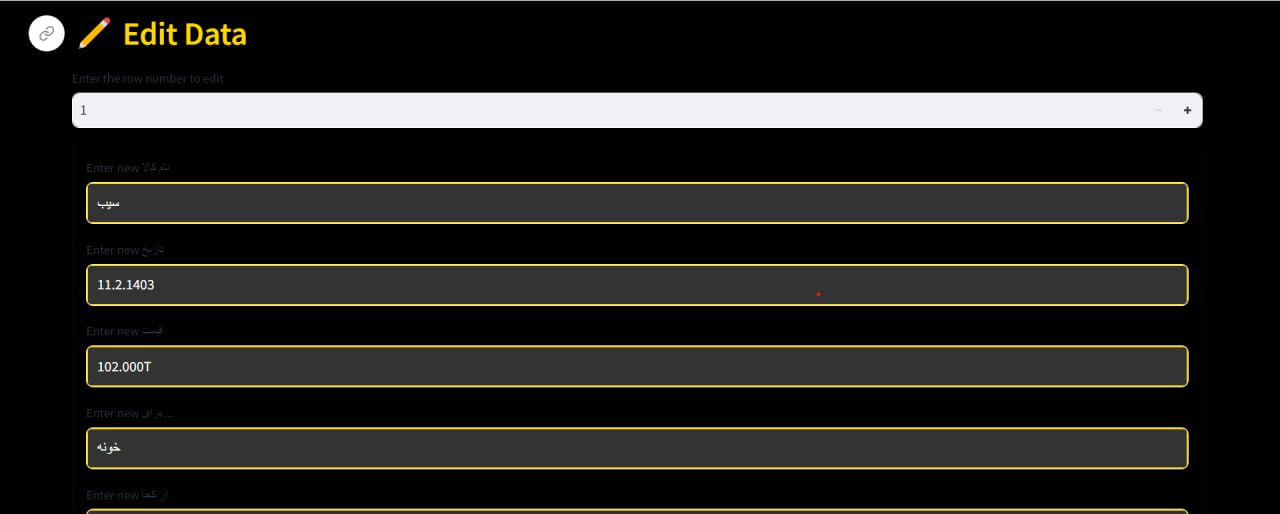 Edit Data
Enter the row number to edit
1
Enter new نام کالا
سیب
Enter new تاریخ
11.2.1403
Enter new قیمت
102.000T
Enter new برای ...
خونه
Enter new از کجا